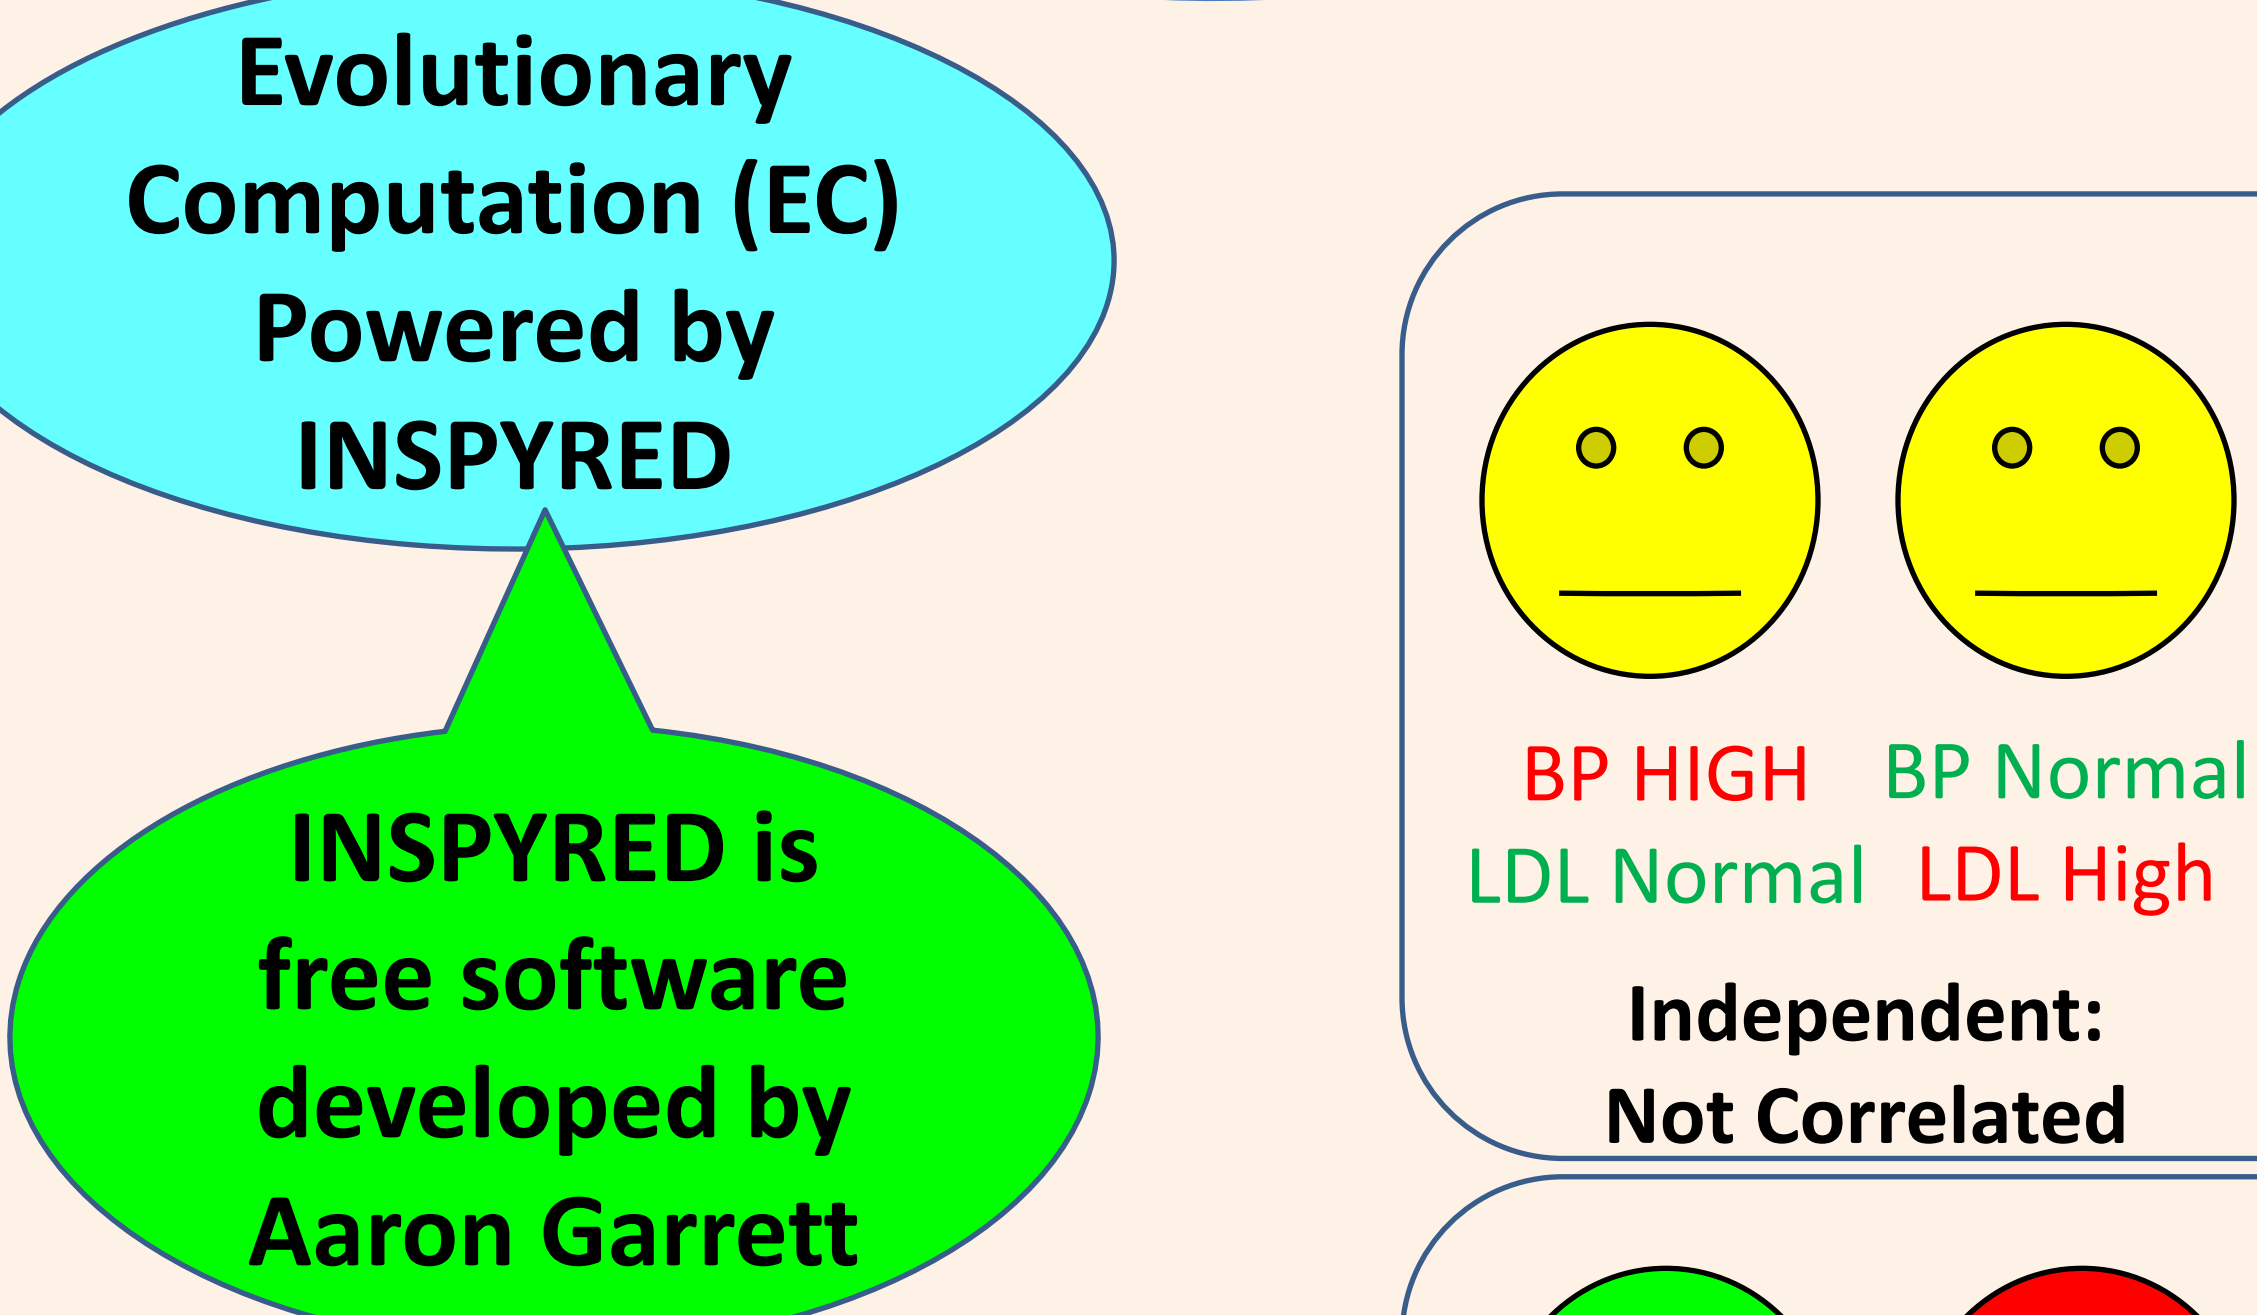 Evolutionary
Computation (EC)
Powered by
INSPYRED
INSPYRED is
free software
developed by
Aaron Garrett
BP HIGH
LDL Normal
BP Normal
LDL High
Independent:
Not Correlated